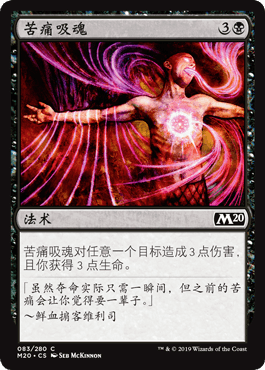 苦痛吸魂 3
法术 M20
苦痛吸魂对任意一个目标造成3点伤害,
且你获得3点生命。
「虽然夺命实际只需一瞬间,但之前的苦
痛会让你觉得要一辈子。」
～鲜血掮客维利司
083/280 C
M20 • CS SEB MCKINNON ™ & © 2019 Wizards of the Coast